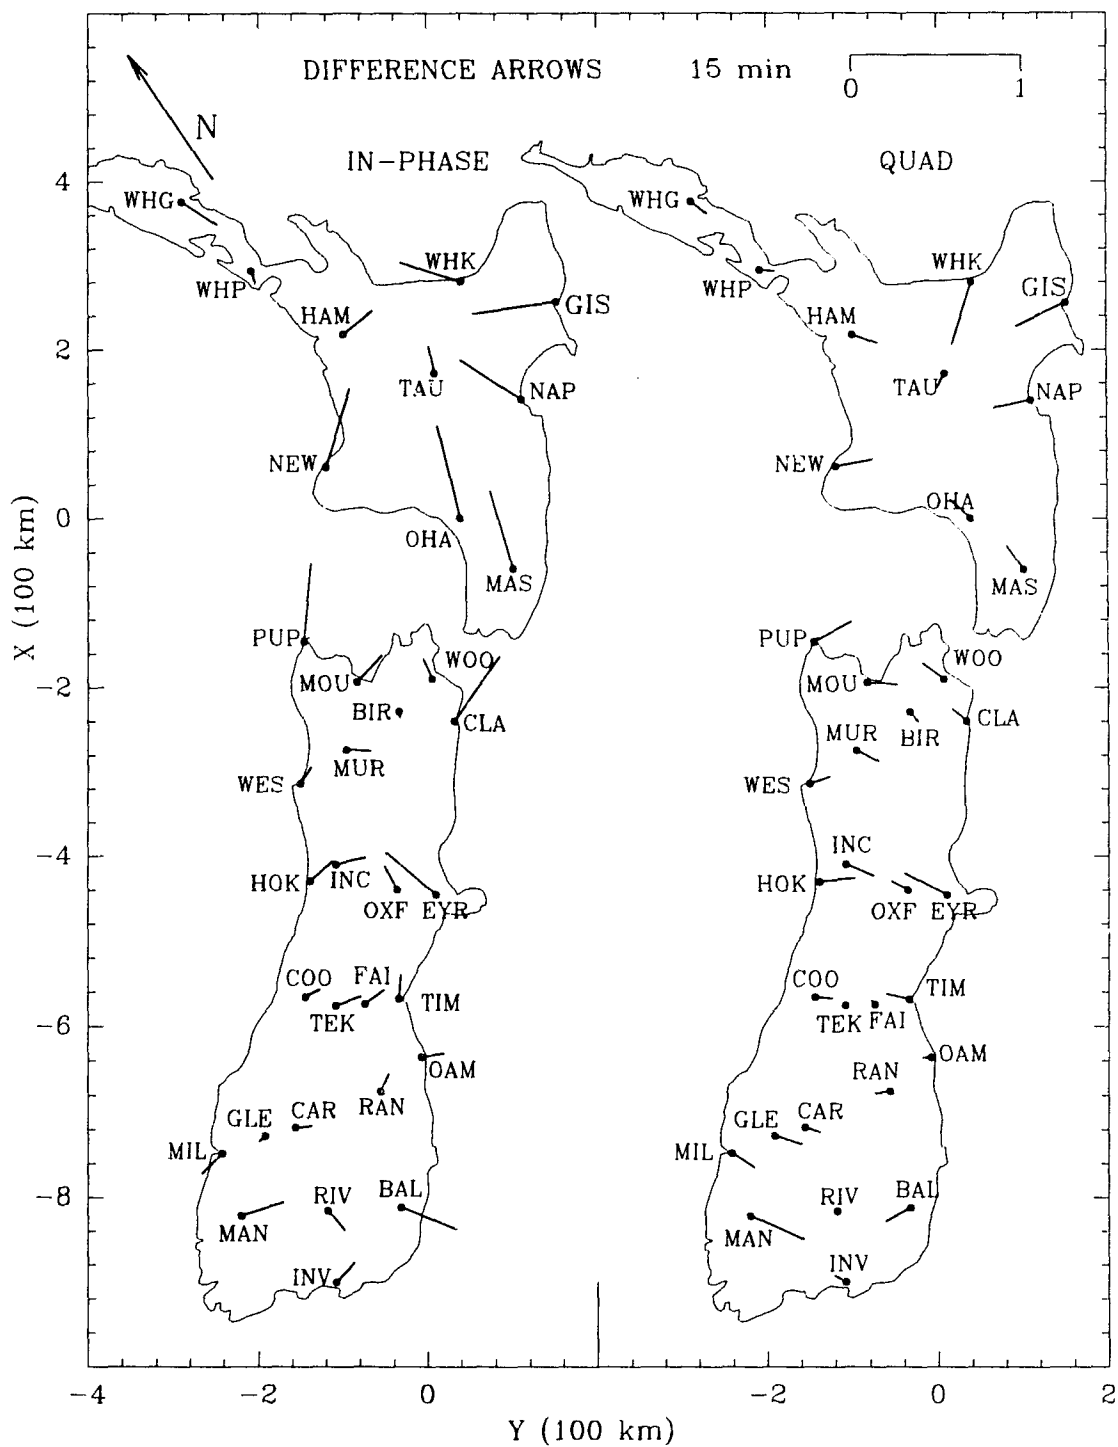 DIFFERENCE ARROWS 15 min 0 1
N
IN-PHASE QUAD
4
WHG WHG
WHK WHK
WHP WHP
GIS GIS
HAM HAM
2
TAU NAP TAU NAP
NEW NEW
OHA
0
OHA
MAS MAS
PUP PUP
WOO WOO
-2
MOU MOU
BIR CLA CLA
MUR BIR
MUR
WES WES
INC
-4
HOK INC HOK
OXF EYR OXF EYR
COO FAI COO
TIM TIM
TEK TEK FAI
-6
OAM OAM
RAN RAN
GLE CAR GLE CAR
MIL MIL
RIV BAL RIV BAL
-8
MAN MAN
INV INV
-4 -2 0 -2 0 2
X (100 km)
Y (100 km)